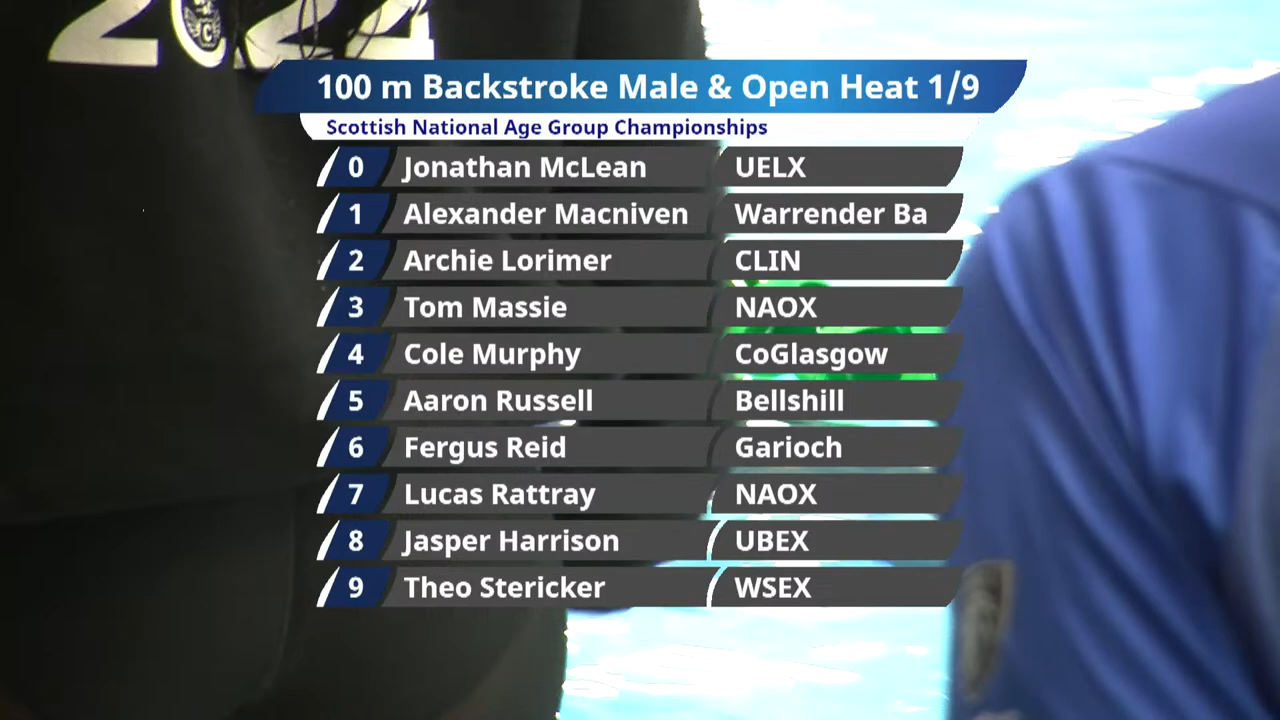 2022
100 m Backstroke Male & Open Heat 1/9
Scottish National Age Group Championships
0 Jonathan McLean UELX
1 Alexander Macniven Warrender Ba
2 Archie Lorimer CLIN
3 Tom Massie NAOX
4 Cole Murphy CoGlasgow
5 Aaron Russell Bellshill
6 Fergus Reid Garioch
7 Lucas Rattray NAOX
8 Jasper Harrison UBEX
9 Theo Stericker WSEX